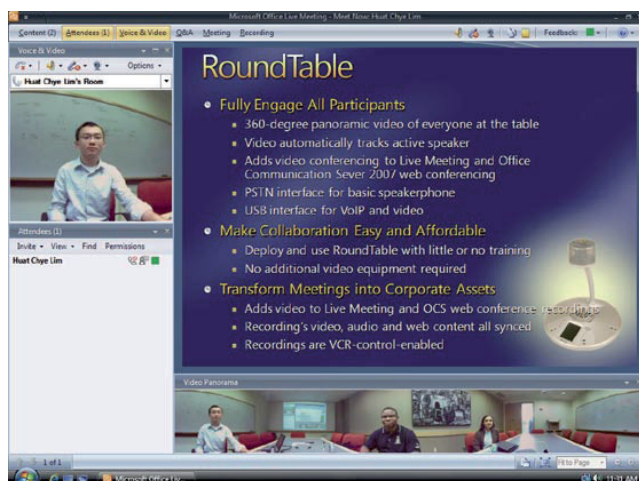 Microsoft Office Live Meeting - Meet Now: Huat Chye Lim
Content (2) Attendees (1) Voice & Video Q&A Meeting Recording Feedback:
Voice & Video
Options
Huat Chye Lim's Room
RoundTable
Fully Engage All Participants
360-degree panoramic video of everyone at the table
Video automatically tracks active speaker
Adds video conferencing to Live Meeting and Office
Communication Sever 2007 web conferencing
PSTN interface for basic speakerphone
USB interface for VoIP and video
Make Collaboration Easy and Affordable
Deploy and use RoundTable with little or no training
No additional video equipment required
Transform Meetings into Corporate Assets
Adds video to Live Meeting and OCS web conference recordings
Recording's video, audio and web content all synced
Recordings are VCR-control-enabled
Attendees (1)
Invite View Find Permissions
Huat Chye Lim
Video Panorama
1 of 1
Fit to Page
Microsoft Office Liv...
11:31 AM